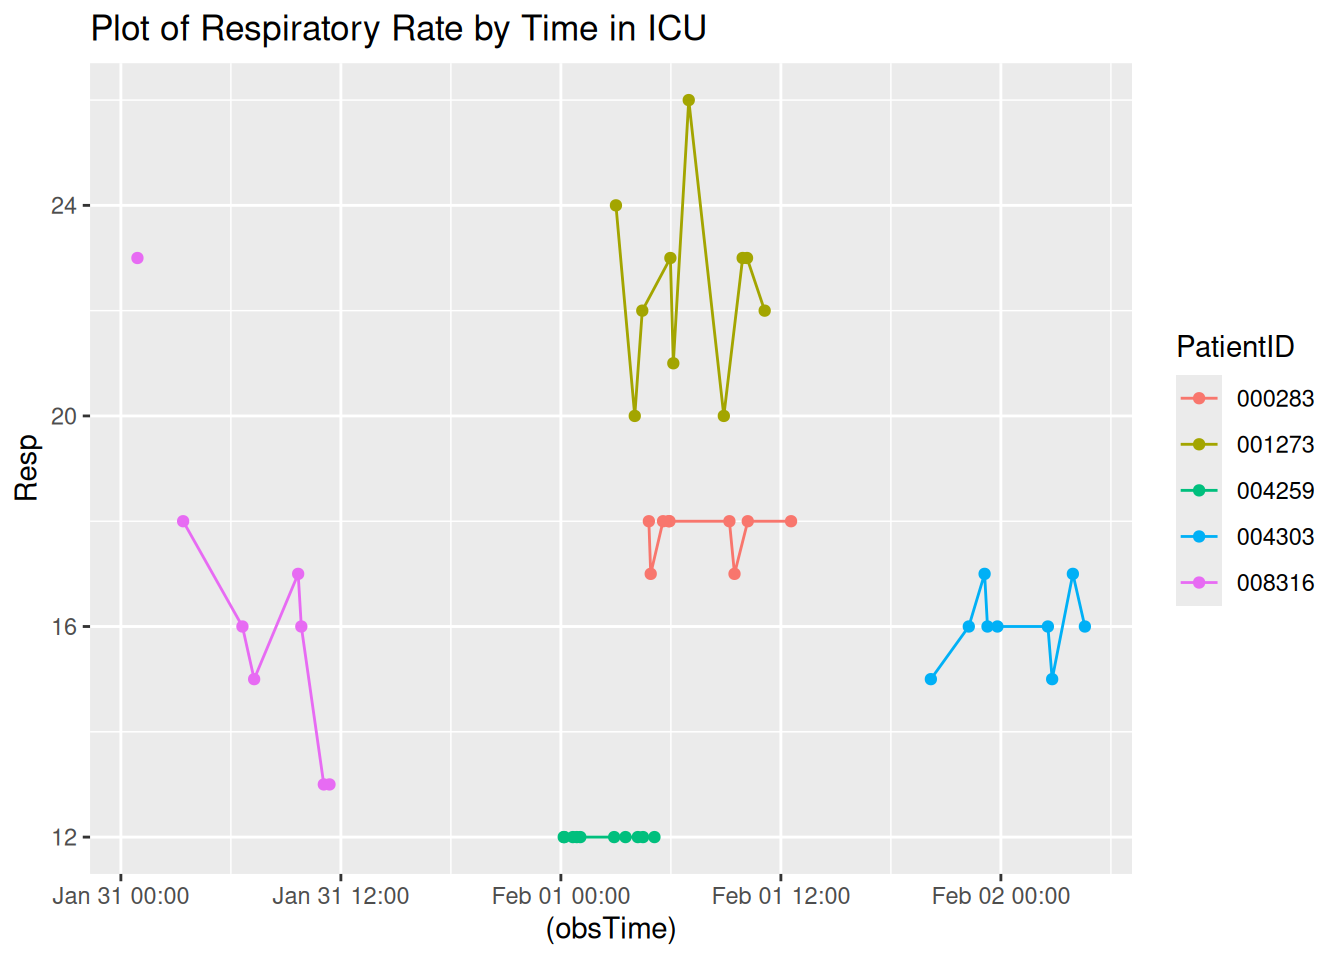 Plot of Respiratory Rate by Time in ICU
Resp
24
20
16
12
Jan 31 00:00 Jan 31 12:00 Feb 01 00:00 Feb 01 12:00 Feb 02 00:00
(obsTime)
PatientID
000283
001273
004259
004303
008316